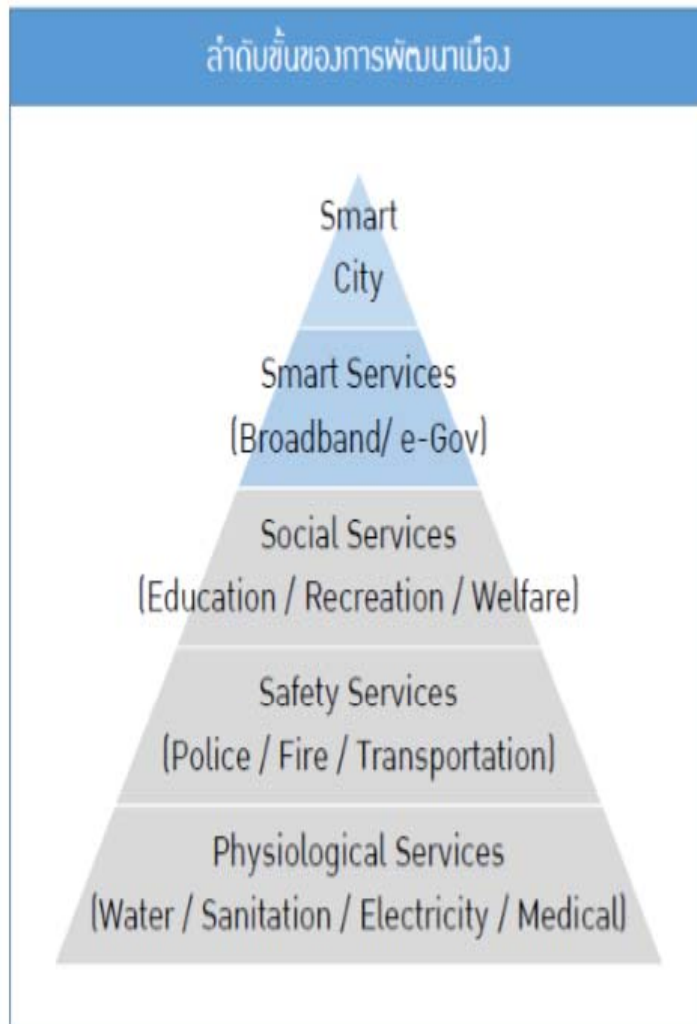 ลำดับขั้นของการพัฒนาเมือง
Smart
City
Smart Services
(Broadband/ e-Gov)
Social Services
(Education / Recreation / Welfare)
Safety Services
(Police / Fire / Transportation)
Physiological Services
(Water / Sanitation / Electricity / Medical)